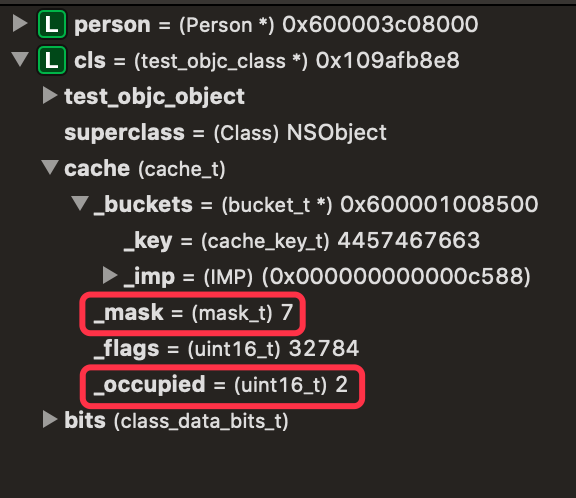 L person = (Person *) 0x600003c08000
L cls = (test_objc_class *) 0x109afb8e8
test_objc_object
superclass = (Class) NSObject
cache (cache_t)
_buckets = (bucket_t *) 0x600001008500
_key = (cache_key_t) 4457467663
_imp = (IMP) (0x000000000000c588)
_mask = (mask_t) 7
_flags = (uint16_t) 32784
_occupied = (uint16_t) 2
bits (class_data_bits_t)